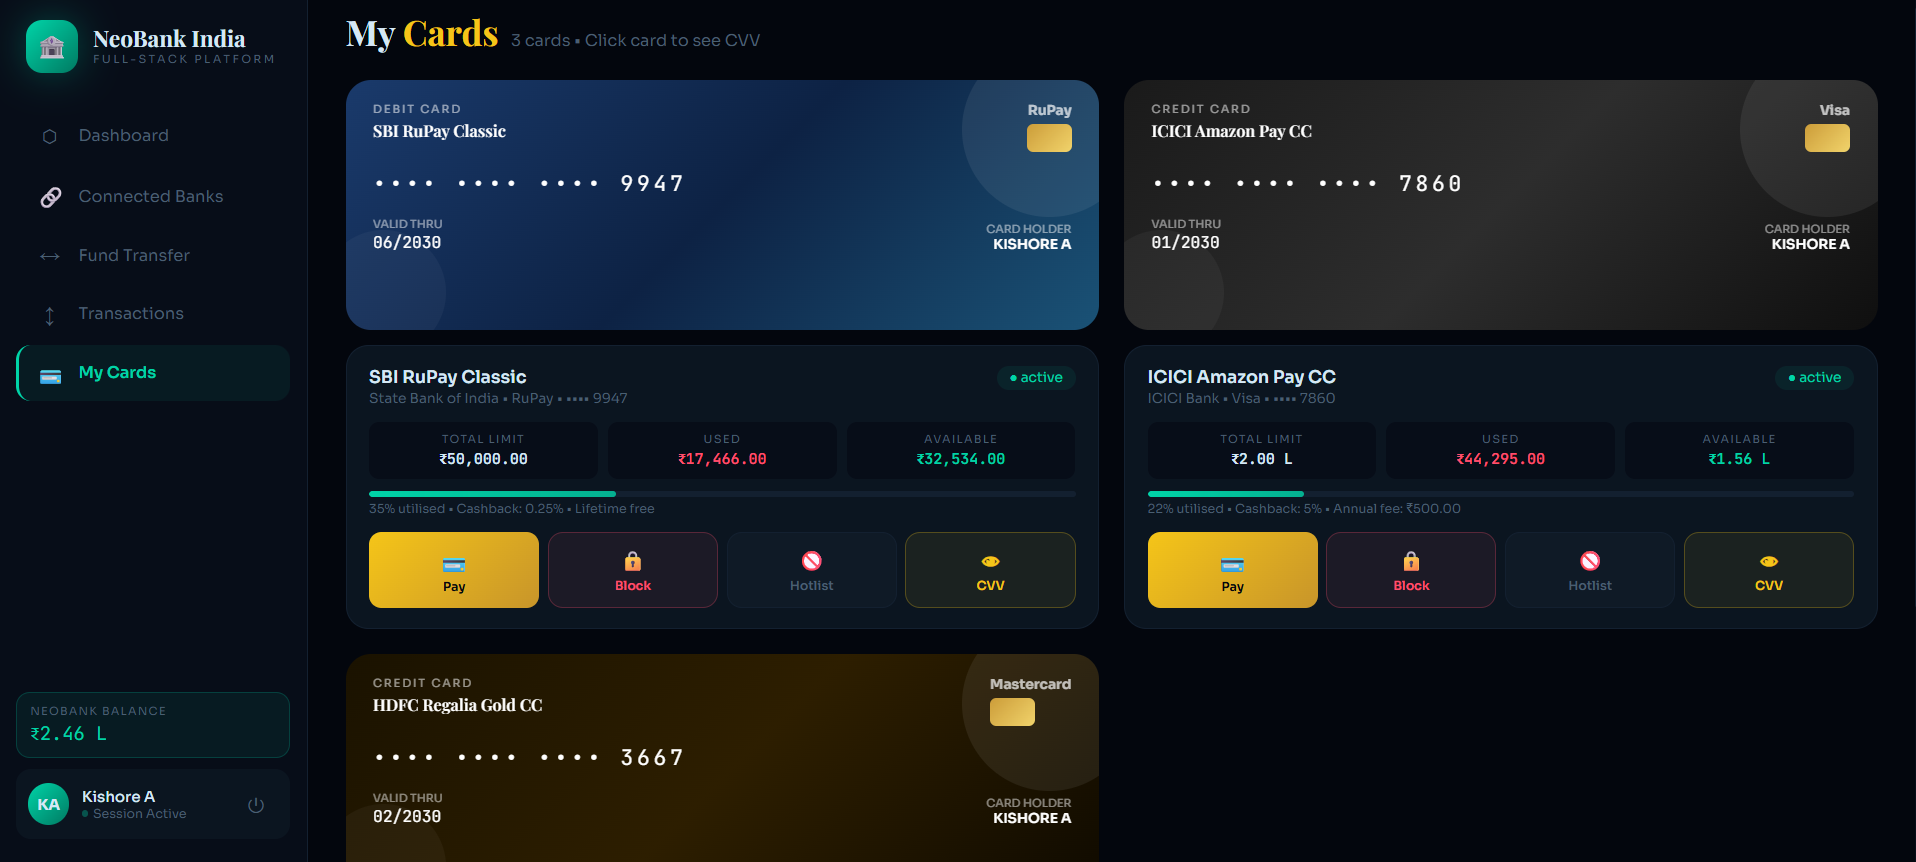 NeoBank India
FULL-STACK PLATFORM
Dashboard
Connected Banks
Fund Transfer
Transactions
My Cards
NEOBANK BALANCE
₹2.46 L
KA
Kishore A
Session Active
My Cards 3 cards • Click card to see CVV
DEBIT CARD
SBI RuPay Classic
RuPay
•••• •••• •••• 9947
VALID THRU
06/2030
CARD HOLDER
KISHORE A
CREDIT CARD
ICICI Amazon Pay CC
Visa
•••• •••• •••• 7860
VALID THRU
01/2030
CARD HOLDER
KISHORE A
SBI RuPay Classic
• active
State Bank of India • RuPay • •••• 9947
TOTAL LIMIT
₹50,000.00
USED
₹17,466.00
AVAILABLE
₹32,534.00
35% utilised • Cashback: 0.25% • Lifetime free
Pay
Block
Hotlist
CVV
ICICI Amazon Pay CC
• active
ICICI Bank • Visa • •••• 7860
TOTAL LIMIT
₹2.00 L
USED
₹44,295.00
AVAILABLE
₹1.56 L
22% utilised • Cashback: 5% • Annual fee: ₹500.00
Pay
Block
Hotlist
CVV
CREDIT CARD
HDFC Regalia Gold CC
Mastercard
•••• •••• •••• 3667
VALID THRU
02/2030
CARD HOLDER
KISHORE A